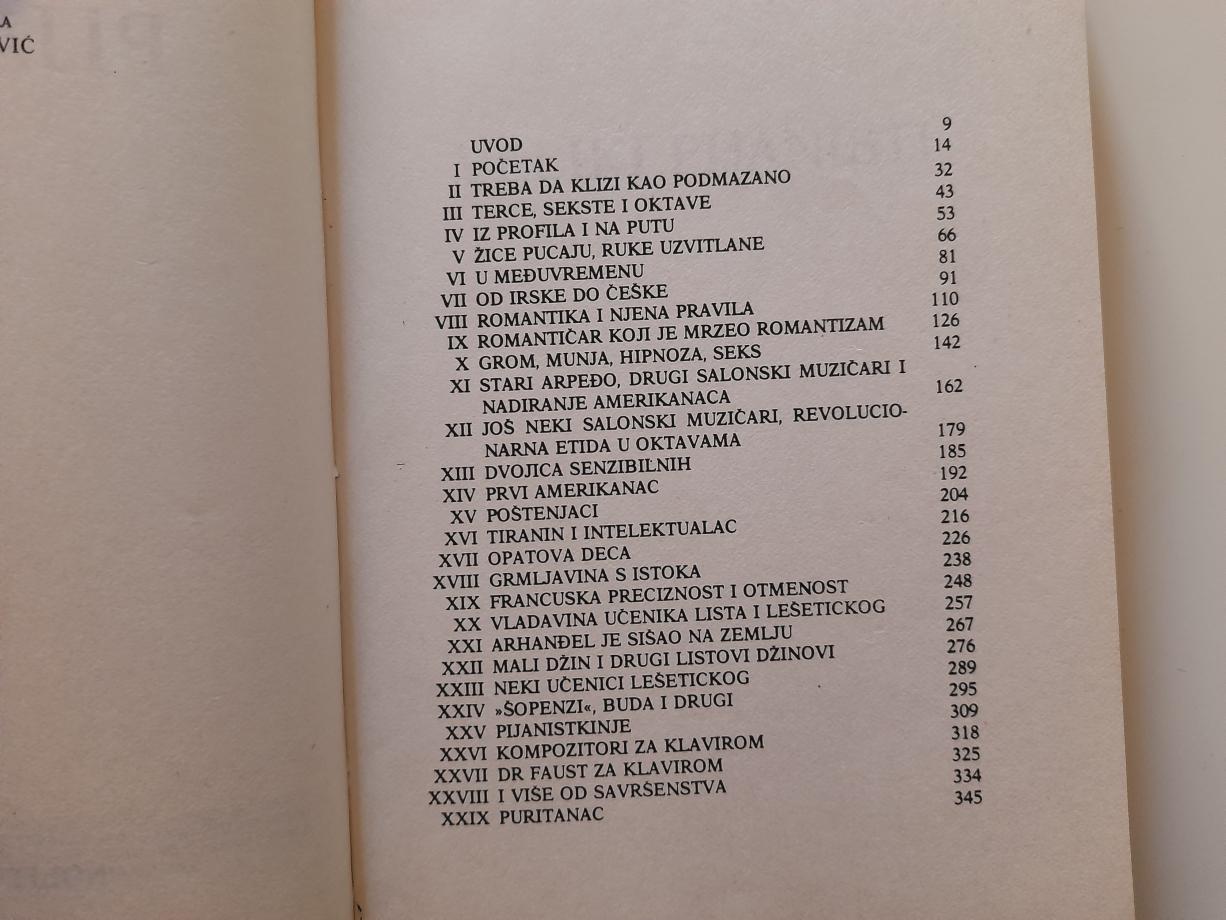 VIĆ
UVOD 9
I POČETAK 14
II TREBA DA KLIZI KAO PODMAZANO 32
III TERCE, SEKSTE I OKTAVE 43
IV IZ PROFILA I NA PUTU 53
V ŽICE PUCAJU, RUKE UZVITLANE 66
VI U MEĐUVREMENU 81
VII OD IRSKE DO ČEŠKE 91
VIII ROMANTIKA I NJENA PRAVILA 110
IX ROMANTIČAR KOJI JE MRZEO ROMANTIZAM 126
X GROM, MUNJA, HIPNOZA, SEKS 142
XI STARI ARPEĐO, DRUGI SALONSKI MUZIČARI I
NADIRANJE AMERIKANACA 162
XII JOŠ NEKI SALONSKI MUZIČARI, REVOLUCIO-
NARNA ETIDA U OKTAVAMA 179
XIII DVOJICA SENZIBILNIH 185
XIV PRVI AMERIKANAC 192
XV POŠTENJACI 204
XVI TIRANIN I INTELEKTUALAC 216
XVII OPATOVA DECA 226
XVIII GRMLJAVINA S ISTOKA 238
XIX FRANCUSKA PRECIZNOST I OTMENOST 248
XX VLADAVINA UČENIKA LISTA I LEŠETICKOG 257
XXI ARHANĐEL JE SIŠAO NA ZEMLJU 267
XXII MALI DŽIN I DRUGI LISTOVI DŽINOVI 276
XXIII NEKI UČENICI LEŠETICKOG 289
XXIV »ŠOPENZI«, BUDA I DRUGI 295
XXV PIJANISTKINJE 309
XXVI KOMPOZITORI ZA KLAVIROM 318
XXVII DR FAUST ZA KLAVIROM 325
XXVIII I VIŠE OD SAVRŠENSTVA 334
XXIX PURITANAC 345